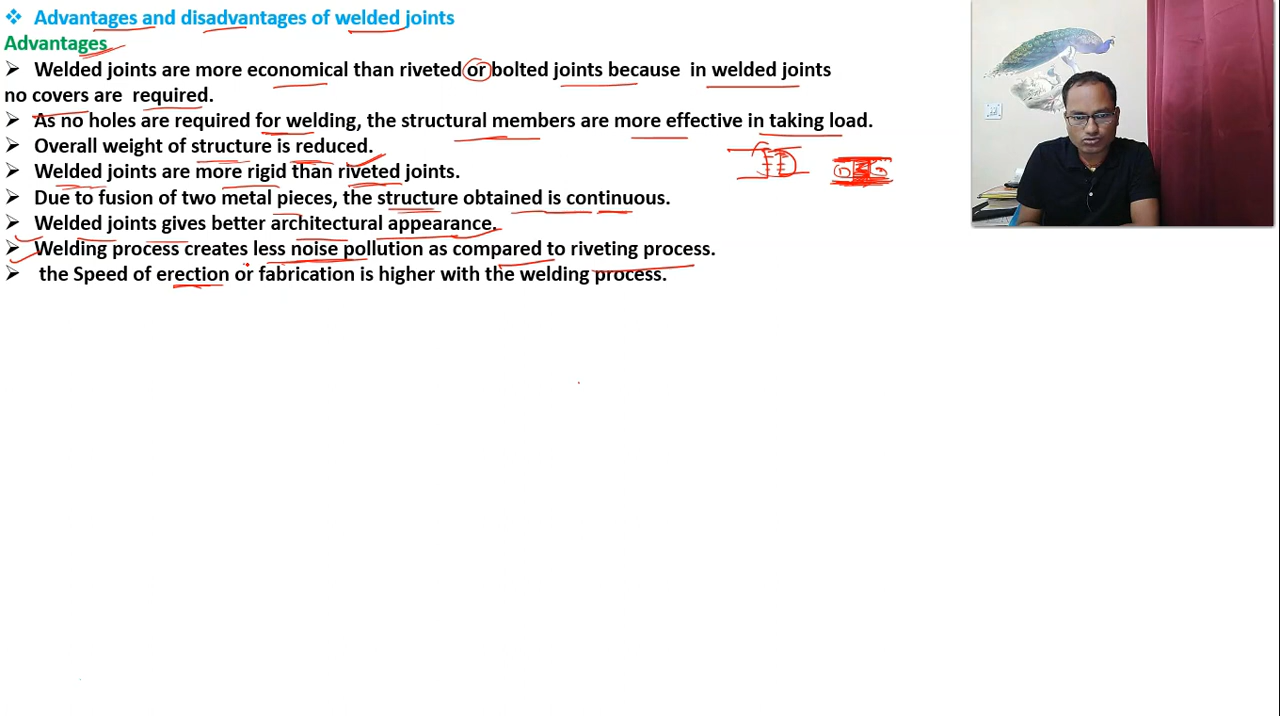 ❖ Advantages and disadvantages of welded joints
Advantages
➢ Welded joints are more economical than riveted or bolted joints because in welded joints
no covers are required.
➢ As no holes are required for welding, the structural members are more effective in taking load.
➢ Overall weight of structure is reduced.
➢ Welded joints are more rigid than riveted joints.
➢ Due to fusion of two metal pieces, the structure obtained is continuous.
➢ Welded joints gives better architectural appearance.
➢ Welding process creates less noise pollution as compared to riveting process.
➢ the Speed of erection or fabrication is higher with the welding process.